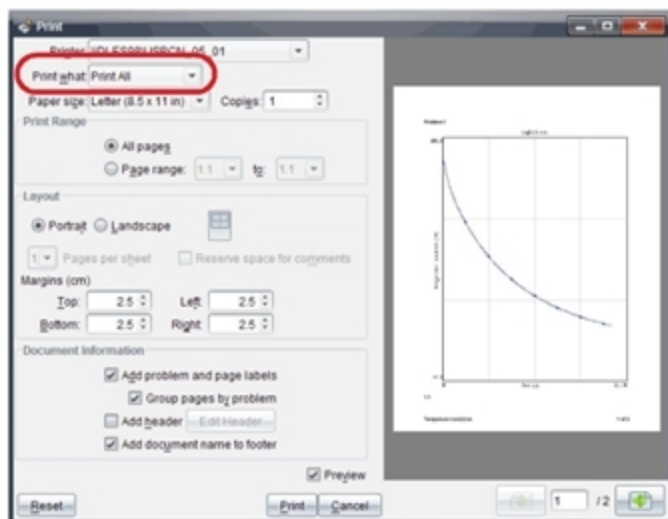 Print
Printer:
Print what: Print All
Paper size: Letter (8.5 x 11 in) Copies: 1
Print Range
All pages
Page range: 1.1 to: 1.1
Layout
Portrait Landscape
1 Pages per sheet Reserve space for comments
Margins (cm)
Top: 2.5 Left: 2.5
Bottom: 2.5 Right: 2.5
Document Information
Add problem and page labels
Group pages by problem
Add header Edit Header
Add document name to footer
Preview
Reset Print Cancel
1 / 2